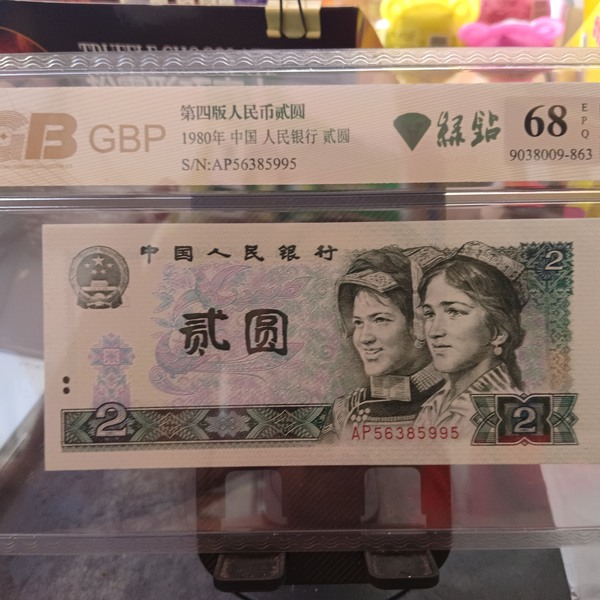 GB GBP
第四版人民币贰圆
1980年 中国 人民银行 贰圆
S/N:AP56385995
绿钻
68
EPQ
9038009-863
中国人民银行
2
贰圆
2
AP56385995
2